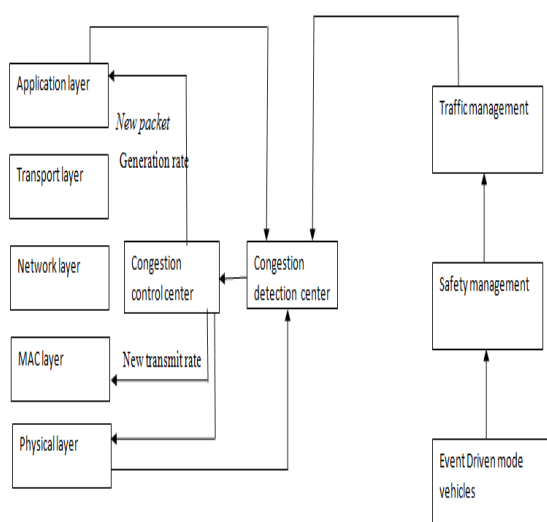 Application layer
New packet
Generation rate
Transport layer
Network layer
Congestion
control center
Congestion
detection center
MAC layer
New transmit rate
Physical layer
Traffic management
Safety management
Event Driven mode
vehicles